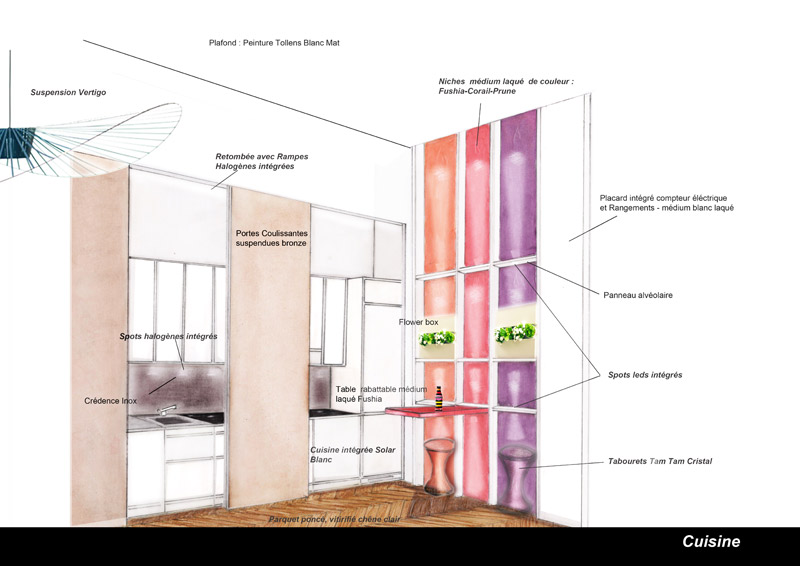 Plafond : Peinture Tollens Blanc Mat
Niches médium laqué de couleur :
Fushia-Corail-Prune
Suspension Vertigo
Retombée avec Rampes
Halogènes intégrées
Placard intégré compteur éléctrique
et Rangements - médium blanc laqué
Portes Coulissantes
suspendues bronze
Panneau alvéolaire
Flower box
Spots halogènes intégrés
Spots leds intégrés
Table rabattable médium
laqué Fushia
Crédence Inox
Cuisine intégrée Solar
Blanc
Tabourets Tam Tam Cristal
Parquet poncé, vitirifié chêne clair
Cuisine